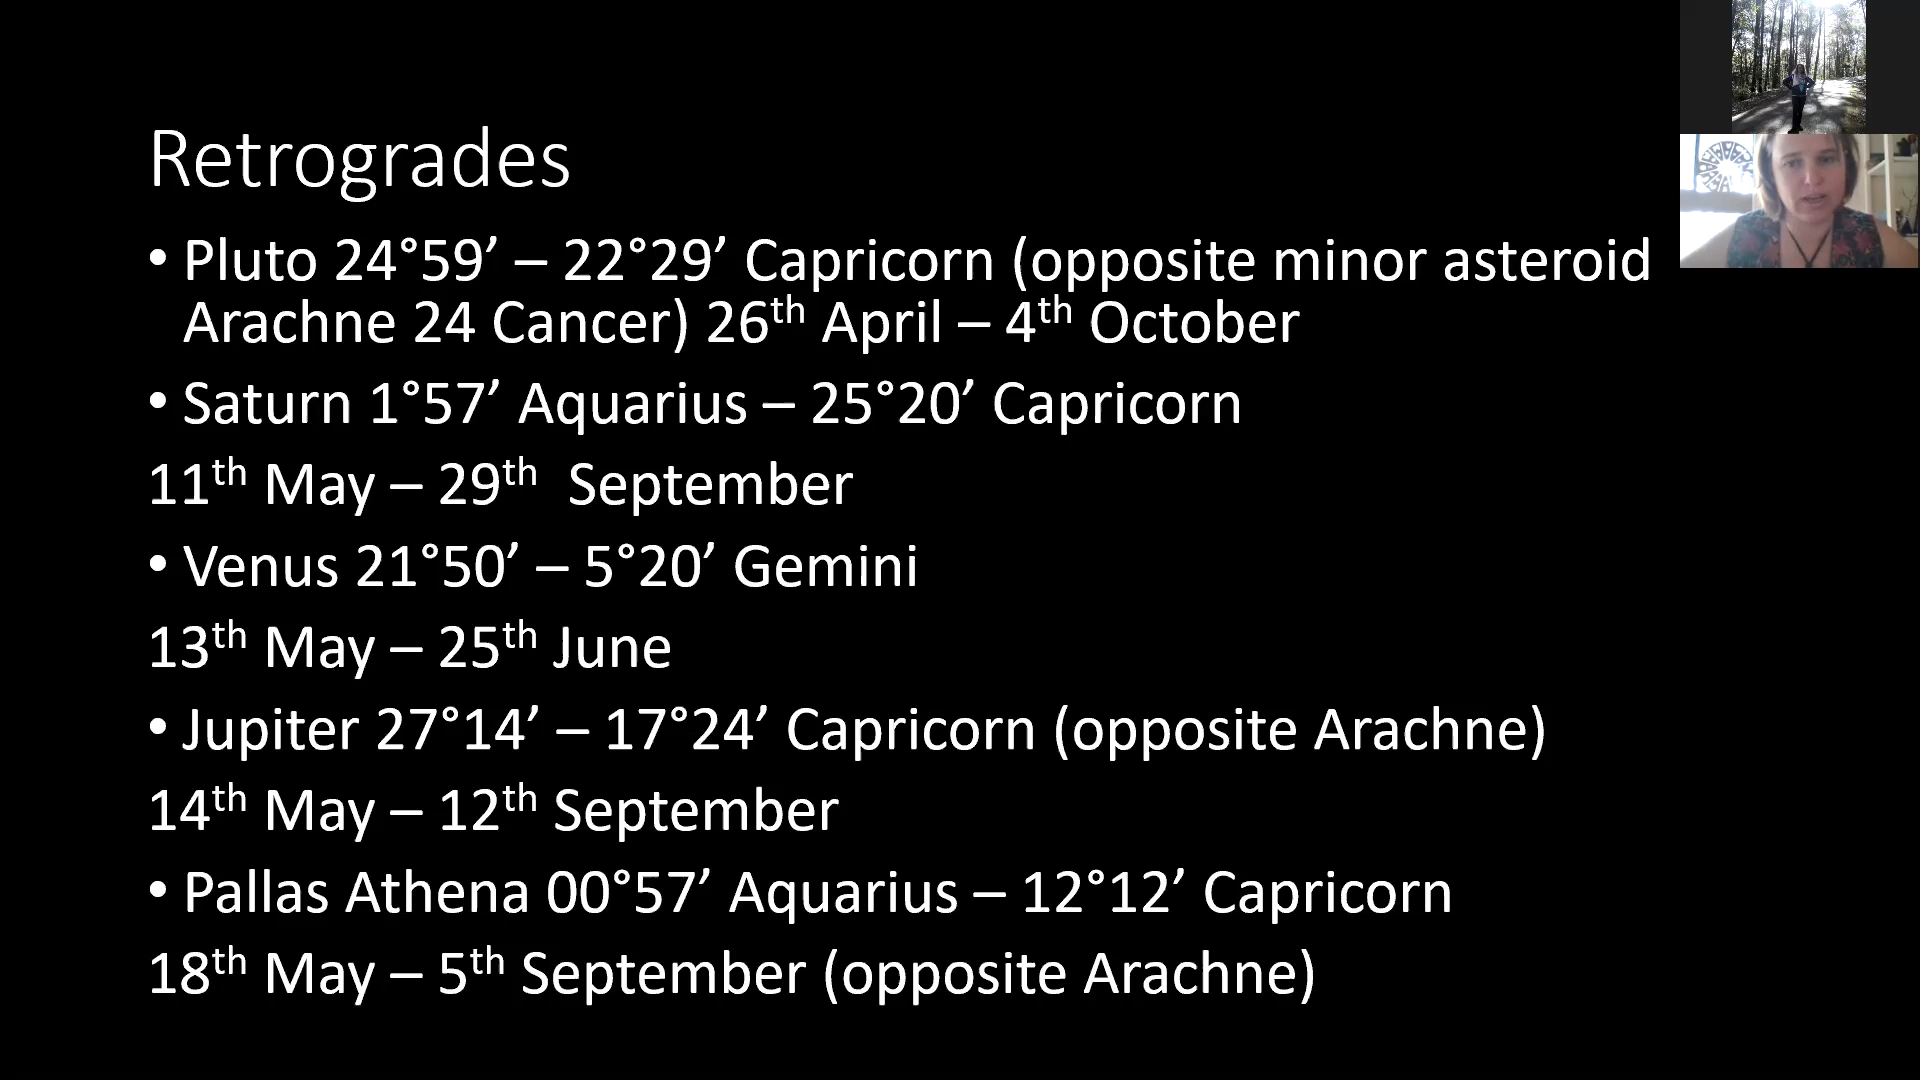 Retrogrades
• Pluto 24°59’ – 22°29’ Capricorn (opposite minor asteroid
Arachne 24 Cancer) 26th April – 4th October
• Saturn 1°57’ Aquarius – 25°20’ Capricorn
11th May – 29th  September
• Venus 21°50’ – 5°20’ Gemini
13th May – 25th June
• Jupiter 27°14’ – 17°24’ Capricorn (opposite Arachne)
14th May – 12th September
• Pallas Athena 00°57’ Aquarius – 12°12’ Capricorn
18th May – 5th September (opposite Arachne)